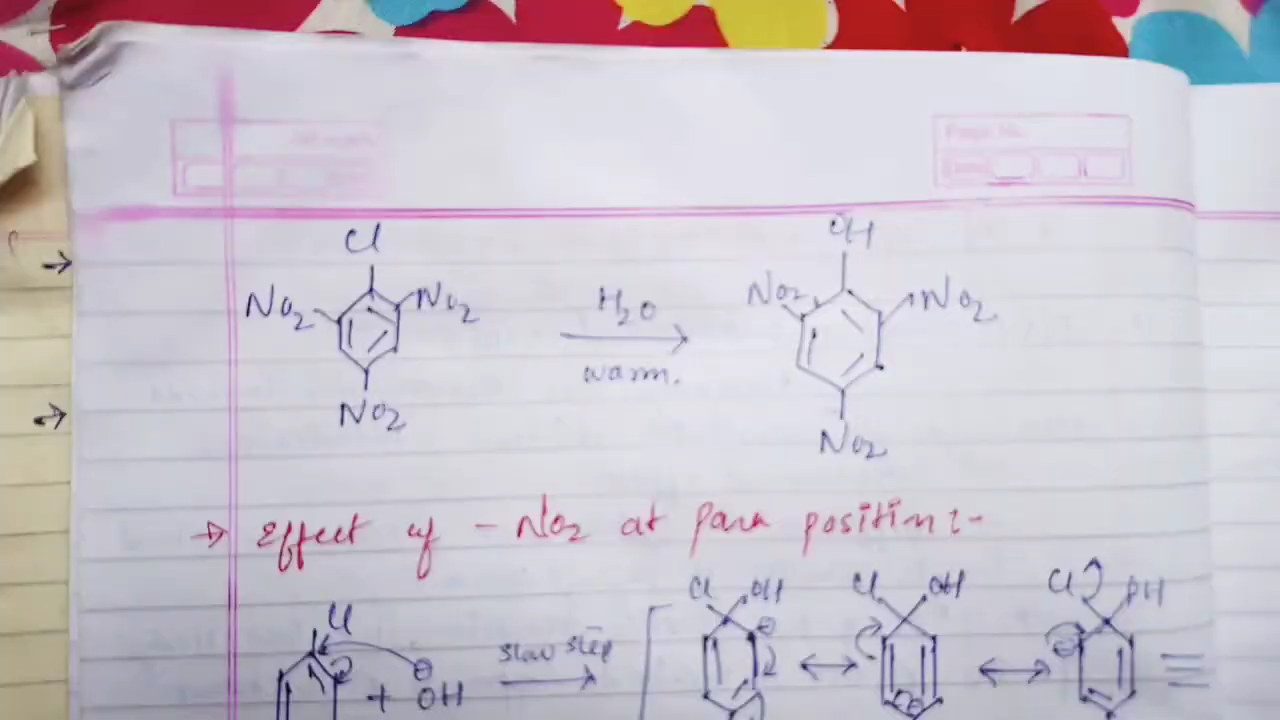 Cl OH
NO2 NO2 H2O NO2 NO2
warm.
NO2 NO2
→ Effect of - NO2 at para position :-
Cl Cl OH Cl OH Cl OH
+ OH slow step